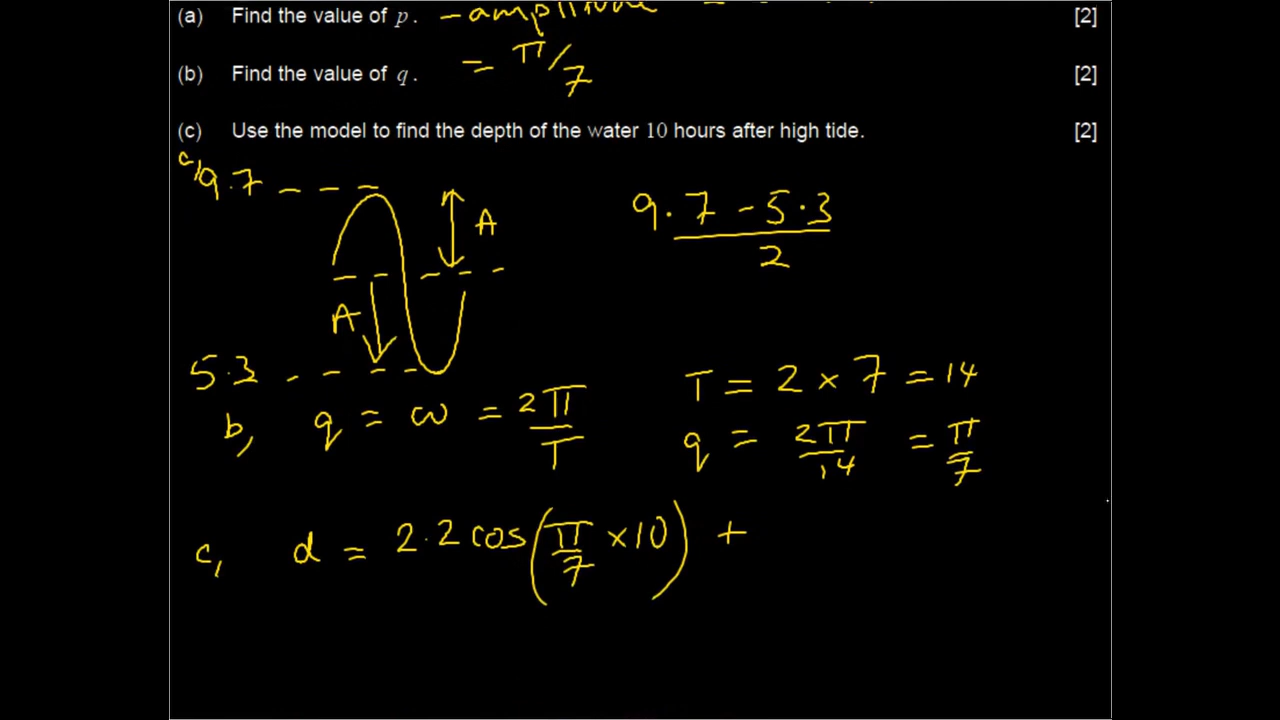 (a) Find the value of p. - amplitude [2]
= π/7
(b) Find the value of q. [2]
(c) Use the model to find the depth of the water 10 hours after high tide. [2]
a,
9.7
9.7 - 5.3
2
A
A
5.3
b, q = ω = 2π/T
T = 2 × 7 = 14
q = 2π/14 = π/7
c, d = 2.2 cos(π/7 × 10) +